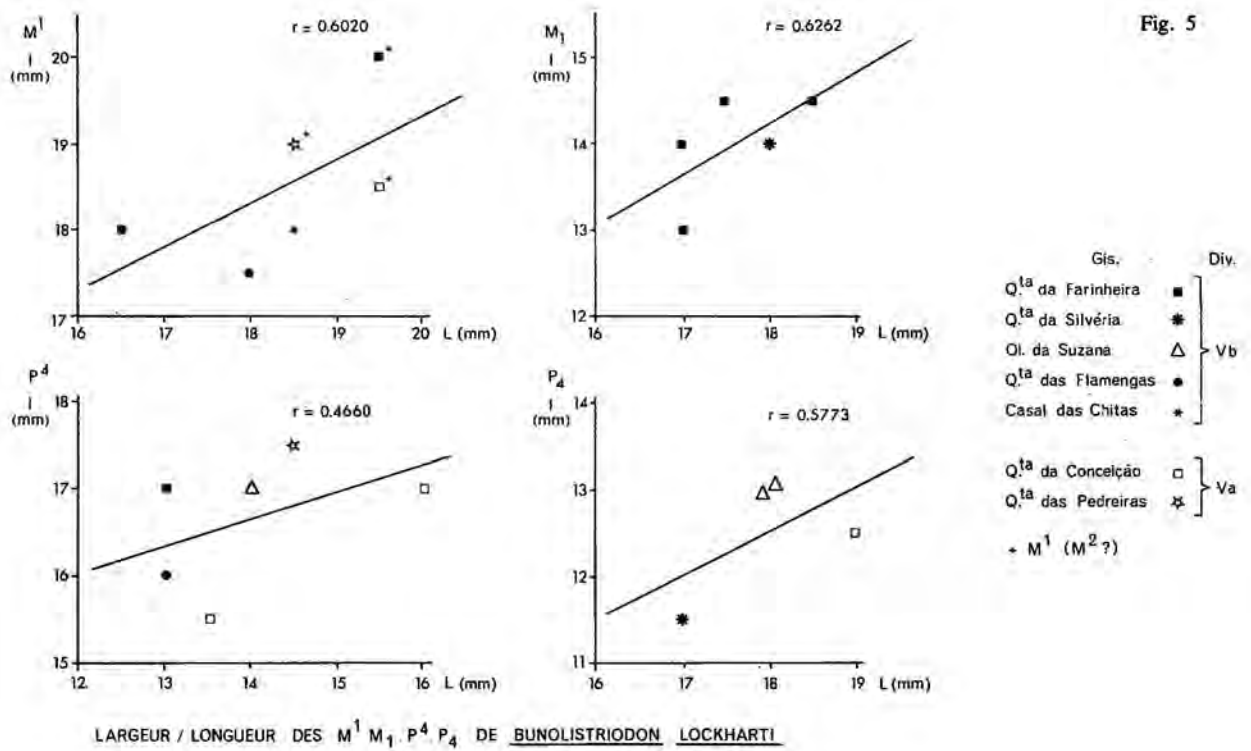 Fig. 5
M¹
l
(mm)
r = 0.6020
20
19
18
17
16
17
18
19
20
L (mm)
M₁
l
(mm)
r = 0.6262
15
14
13
12
16
17
18
19
L (mm)
P⁴
l
(mm)
r = 0.4660
18
17
16
15
12
13
14
15
16
L (mm)
P₄
l
(mm)
r = 0.5773
14
13
12
11
16
17
18
19
L (mm)
Gis. Div.
Q.ta da Farinheira ■
Q.ta da Silvéria ✱
Ol. da Suzana △ Vb
Q.ta das Flamengas ●
Casal das Chitas *
Q.ta da Conceição □
Q.ta das Pedreiras ☆ Va
* M¹ (M² ?)
LARGEUR / LONGUEUR DES M¹ M₁ P⁴ P₄ DE BUNOLISTRIODON LOCKHARTI